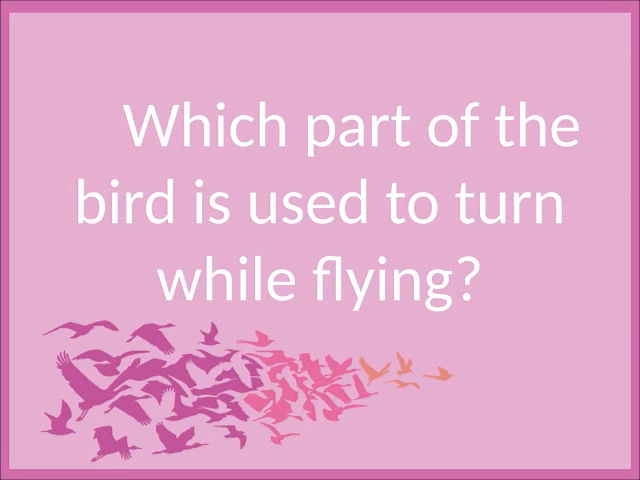 Which part of the
bird is used to turn
while flying?